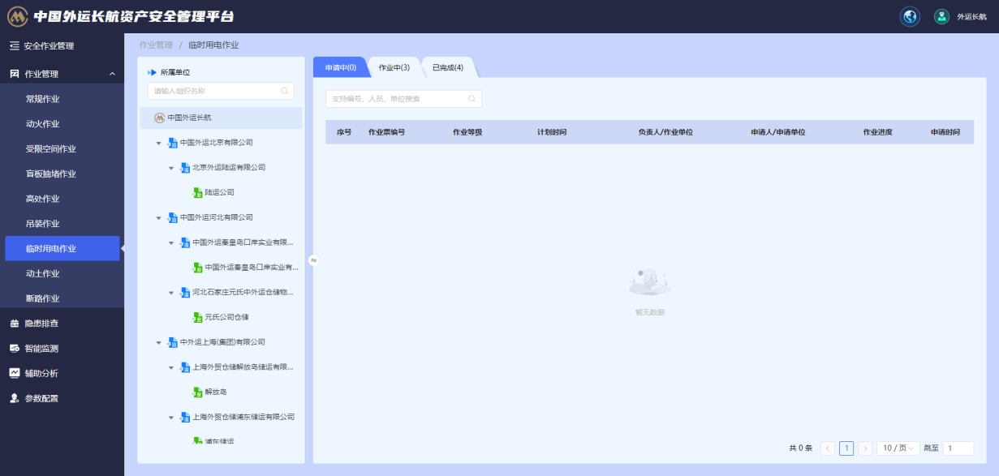 中国外运长航资产安全管理平台
外运长航
安全作业管理
作业管理
常规作业
动火作业
受限空间作业
盲板抽堵作业
高处作业
吊装作业
临时用电作业
动土作业
断路作业
隐患排查
智能监测
辅助分析
参数配置
作业管理 / 临时用电作业
所属单位
请输入组织名称
中国外运长航
中国外运北京有限公司
北京外运陆运有限公司
陆运公司
中国外运河北有限公司
中国外运秦皇岛口岸实业有限...
中国外运秦皇岛口岸实业有...
河北石家庄元氏中外运仓储物...
元氏公司仓储
中外运上海(集团)有限公司
上海外贸仓储解放岛储运有限...
解放岛
上海外贸仓储浦东储运有限公司
浦东储运
申请中(0) 作业中(3) 已完成(4)
支持编号、人员、单位搜索
序号 作业票编号 作业等级 计划时间 负责人/作业单位 申请人/申请单位 作业进度 申请时间
暂无数据
共 0 条 < 1 > 10 / 页 跳至 1